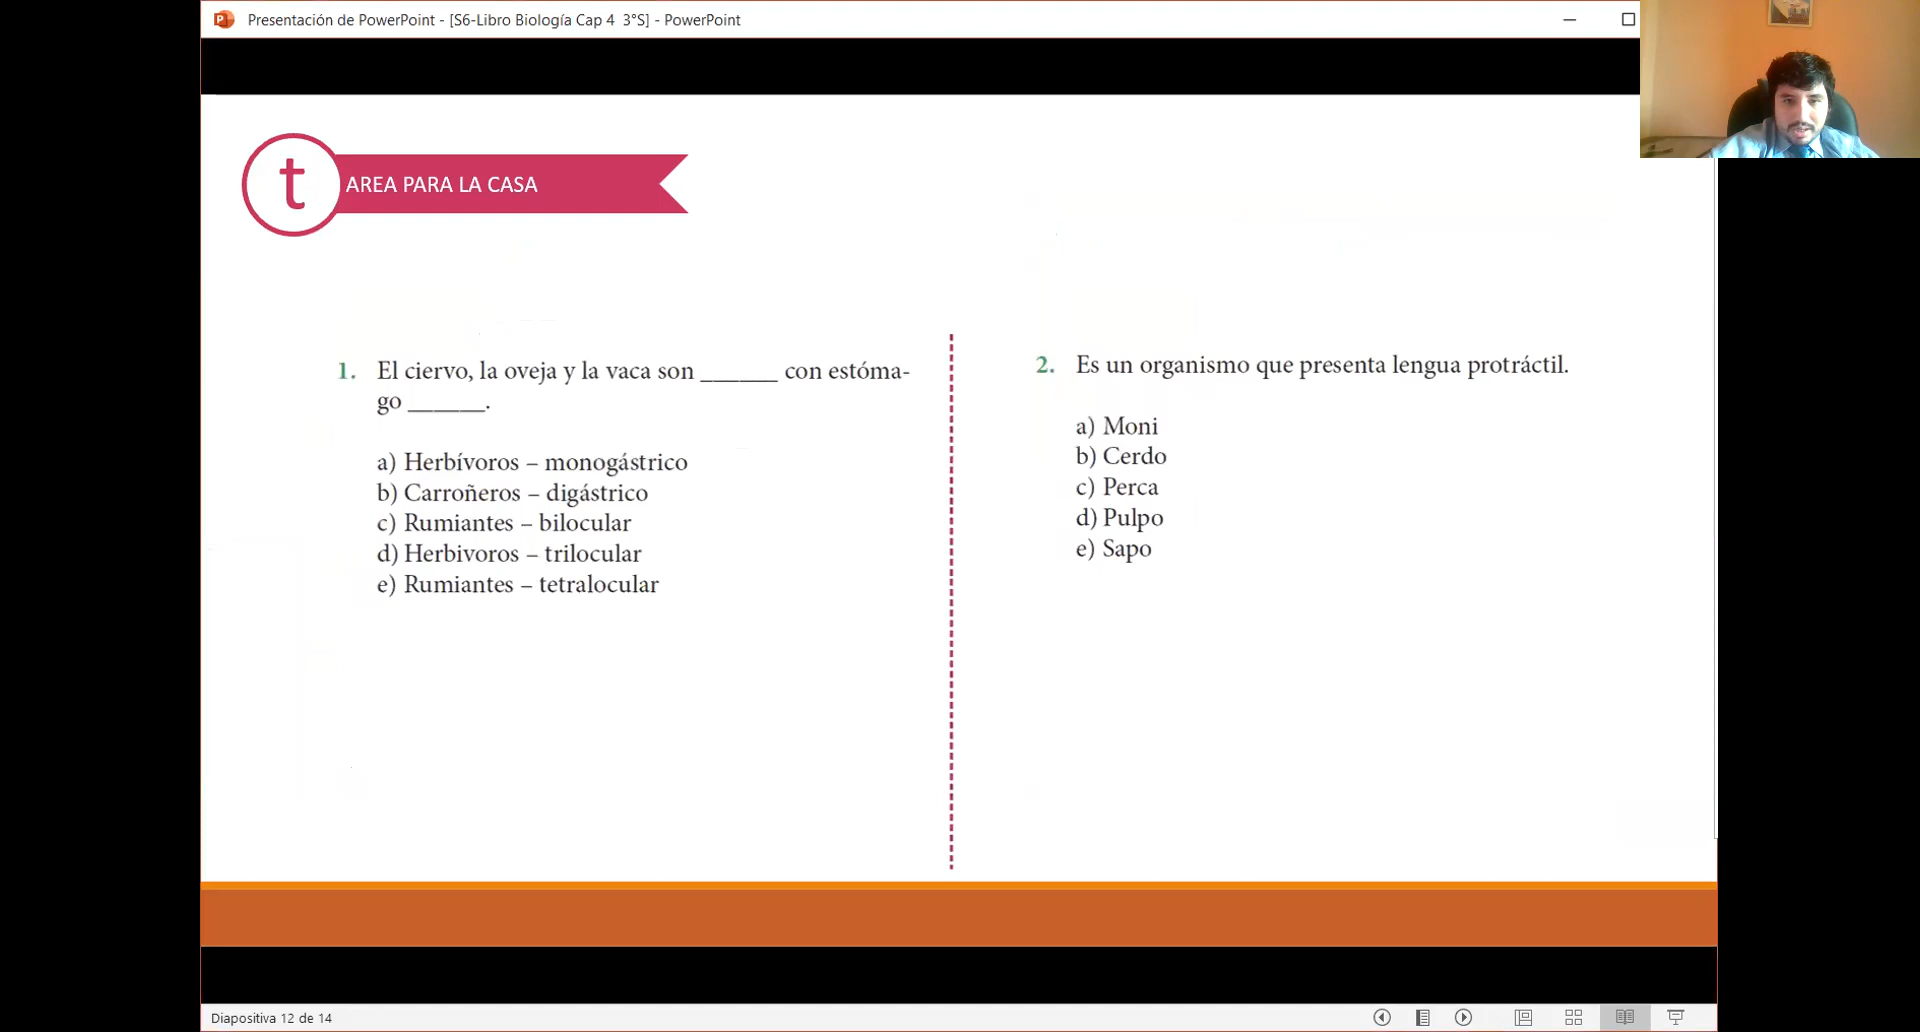 Presentación de PowerPoint - [S6-Libro Biología Cap 4 3°S] - PowerPoint
t AREA PARA LA CASA
1. El ciervo, la oveja y la vaca son ______ con estóma-
go ______.
a) Herbívoros – monogástrico
b) Carroñeros – digástrico
c) Rumiantes – bilocular
d) Herbivoros – trilocular
e) Rumiantes – tetralocular
2. Es un organismo que presenta lengua protráctil.
a) Moni
b) Cerdo
c) Perca
d) Pulpo
e) Sapo
Diapositiva 12 de 14